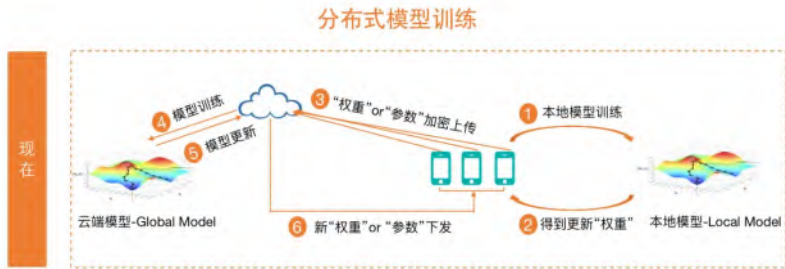 分布式模型训练
现在
④ 模型训练
⑤ 模型更新
③ “权重”or“参数”加密上传
① 本地模型训练
云端模型-Global Model
⑥ 新“权重”or “参数”下发
② 得到更新“权重”
本地模型-Local Model